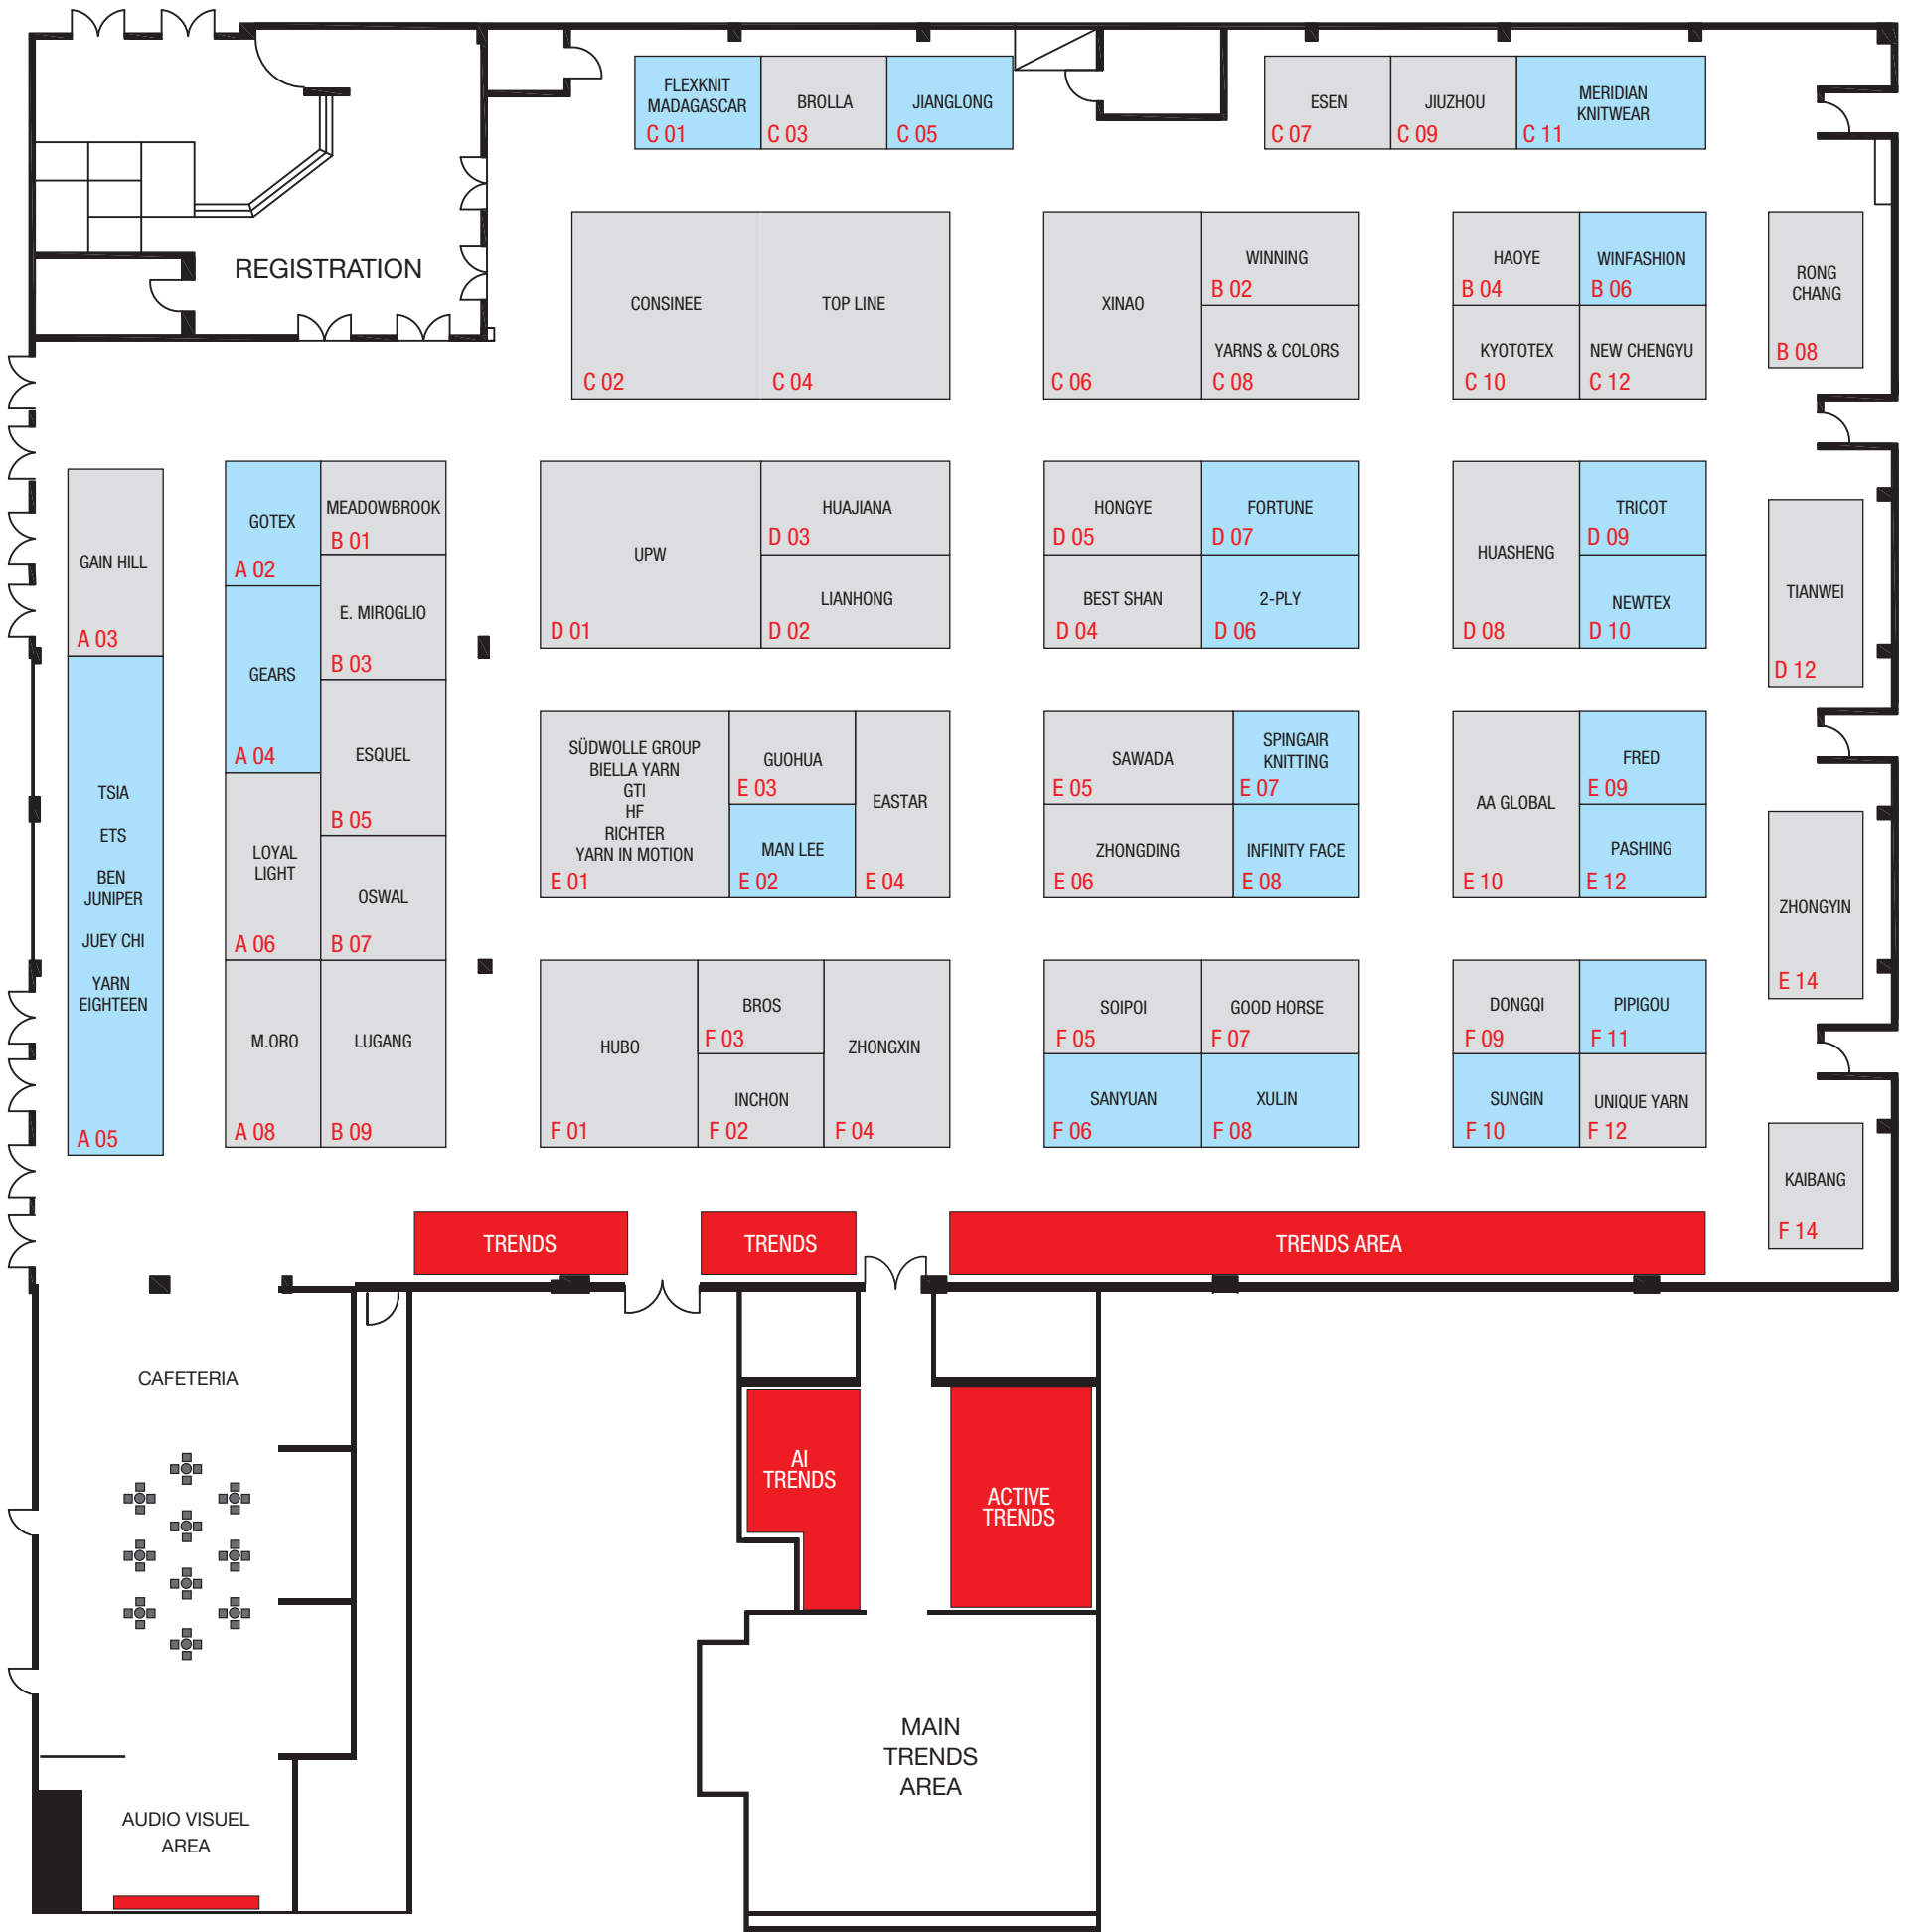 FLEXKNIT
MADAGASCAR
C 01
BROLLA
C 03
JIANGLONG
C 05
ESEN
C 07
JIUZHOU
C 09
MERIDIAN
KNITWEAR
C 11
REGISTRATION
CONSINEE
C 02
TOP LINE
C 04
XINAO
C 06
WINNING
B 02
YARNS & COLORS
C 08
HAOYE
B 04
WINFASHION
B 06
KYOTOTEX
C 10
NEW CHENGYU
C 12
RONG
CHANG
B 08
GAIN HILL
A 03
GOTEX
A 02
MEADOWBROOK
B 01
E. MIROGLIO
B 03
GEARS
A 04
ESQUEL
B 05
TSIA
ETS
BEN
JUNIPER
JUEY CHI
YARN
EIGHTEEN
A 05
LOYAL
LIGHT
A 06
OSWAL
B 07
M.ORO
A 08
LUGANG
B 09
UPW
D 01
HUAJIANA
D 03
LIANHONG
D 02
HONGYE
D 05
FORTUNE
D 07
BEST SHAN
D 04
2-PLY
D 06
HUASHENG
D 08
TRICOT
D 09
NEWTEX
D 10
TIANWEI
D 12
SÜDWOLLE GROUP
BIELLA YARN
GTI
HF
RICHTER
YARN IN MOTION
E 01
GUOHUA
E 03
MAN LEE
E 02
EASTAR
E 04
SAWADA
E 05
SPINGAIR
KNITTING
E 07
ZHONGDING
E 06
INFINITY FACE
E 08
AA GLOBAL
E 10
FRED
E 09
PASHING
E 12
ZHONGYIN
E 14
HUBO
F 01
BROS
F 03
INCHON
F 02
ZHONGXIN
F 04
SOIPOI
F 05
GOOD HORSE
F 07
SANYUAN
F 06
XULIN
F 08
DONGQI
F 09
PIPIGOU
F 11
SUNGIN
F 10
UNIQUE YARN
F 12
KAIBANG
F 14
TRENDS
TRENDS
TRENDS AREA
CAFETERIA
AI
TRENDS
ACTIVE
TRENDS
MAIN
TRENDS
AREA
AUDIO VISUEL
AREA